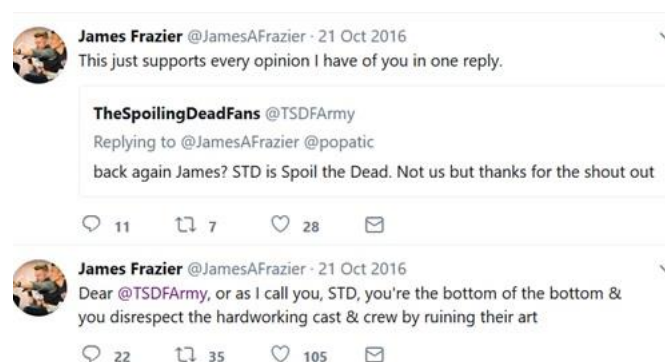 James Frazier @JamesAFrazier · 21 Oct 2016
This just supports every opinion I have of you in one reply.
TheSpoilingDeadFans @TSDFArmy
Replying to @JamesAFrazier @popatic
back again James? STD is Spoil the Dead. Not us but thanks for the shout out
11 7 28
James Frazier @JamesAFrazier · 21 Oct 2016
Dear @TSDFArmy, or as I call you, STD, you're the bottom of the bottom &
you disrespect the hardworking cast & crew by ruining their art
22 35 105